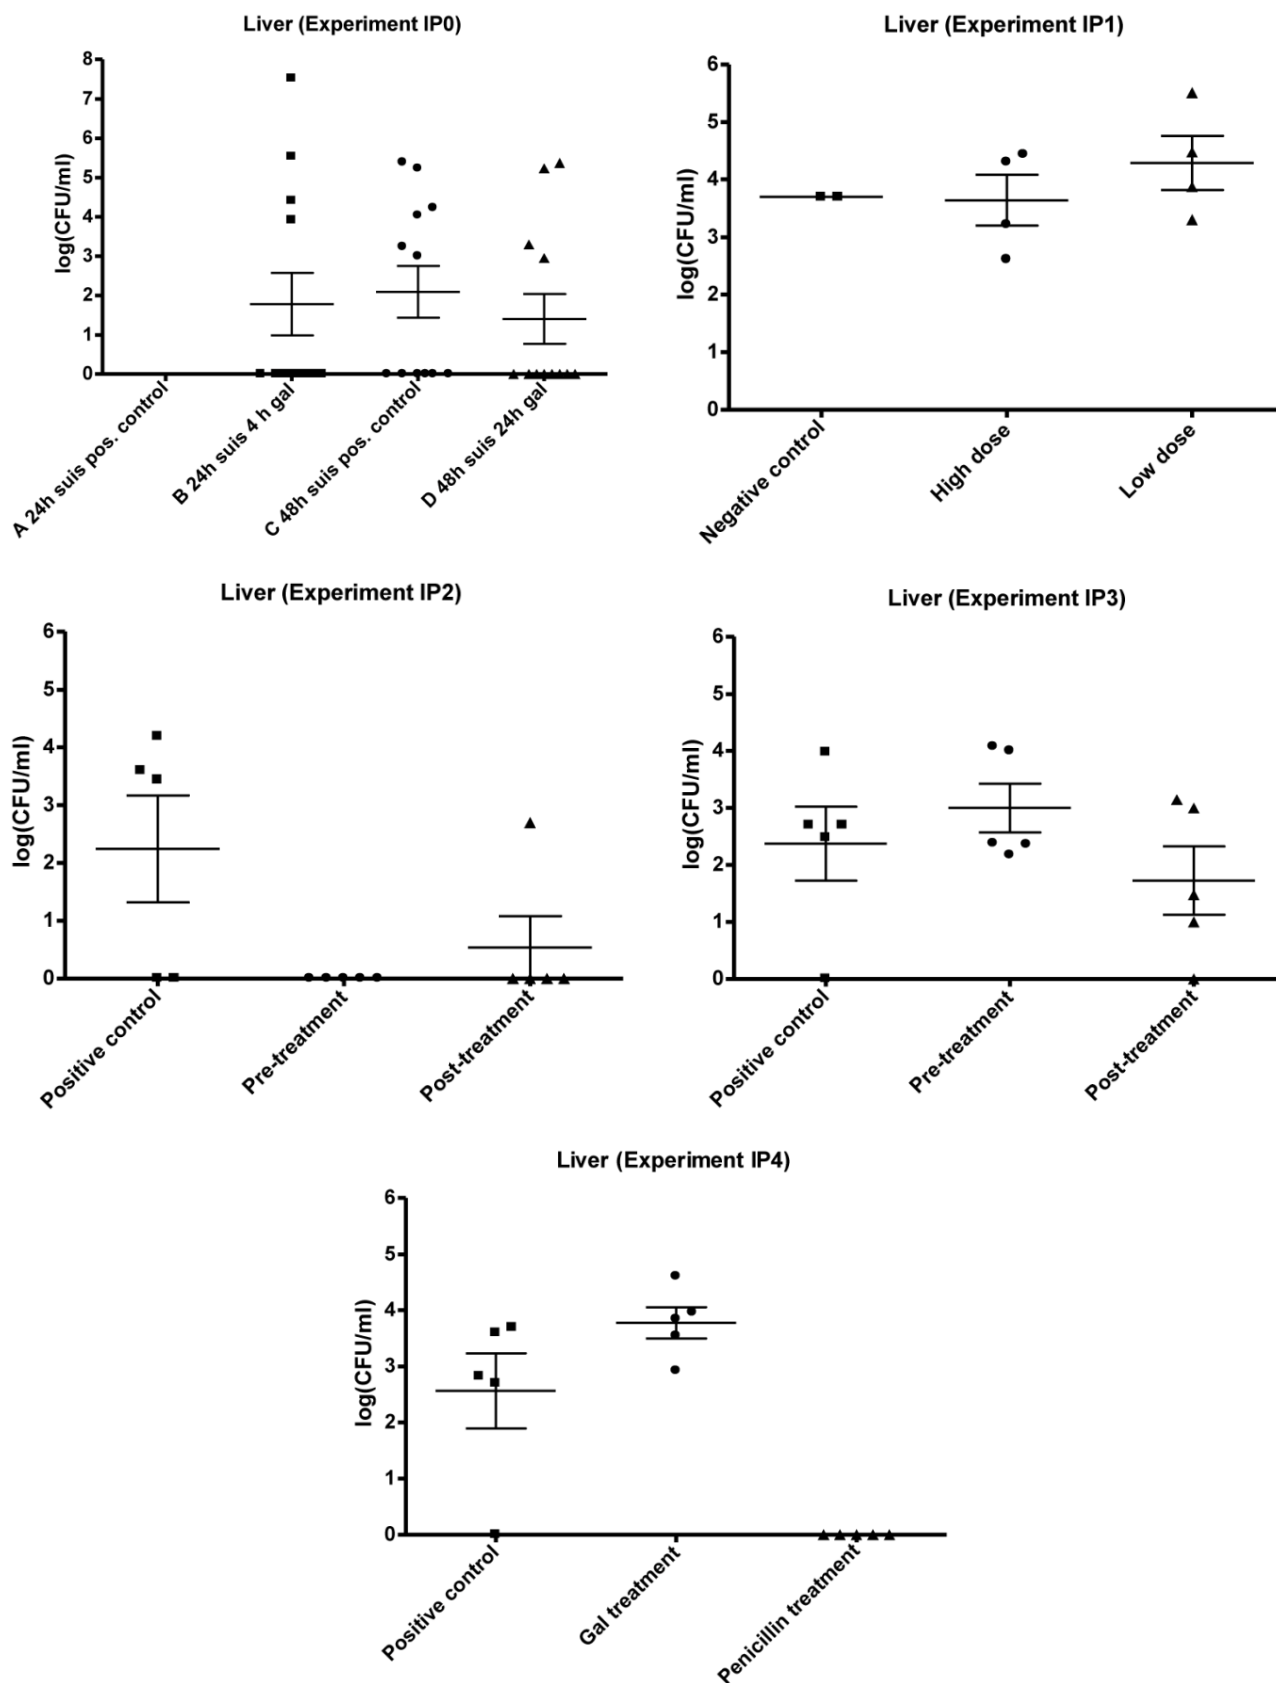 Liver (Experiment IP0)
log(CFU/ml)
8
7
6
5
4
3
2
1
0
A 24h suis pos. control
B 24h suis 4 h gal
C 48h suis pos. control
D 48h suis 24h gal
Liver (Experiment IP1)
log(CFU/ml)
6
5
4
3
2
1
0
Negative control
High dose
Low dose
Liver (Experiment IP2)
log(CFU/ml)
6
5
4
3
2
1
0
Positive control
Pre-treatment
Post-treatment
Liver (Experiment IP3)
log(CFU/ml)
6
5
4
3
2
1
0
Positive control
Pre-treatment
Post-treatment
Liver (Experiment IP4)
log(CFU/ml)
6
5
4
3
2
1
0
Positive control
Gal treatment
Penicillin treatment